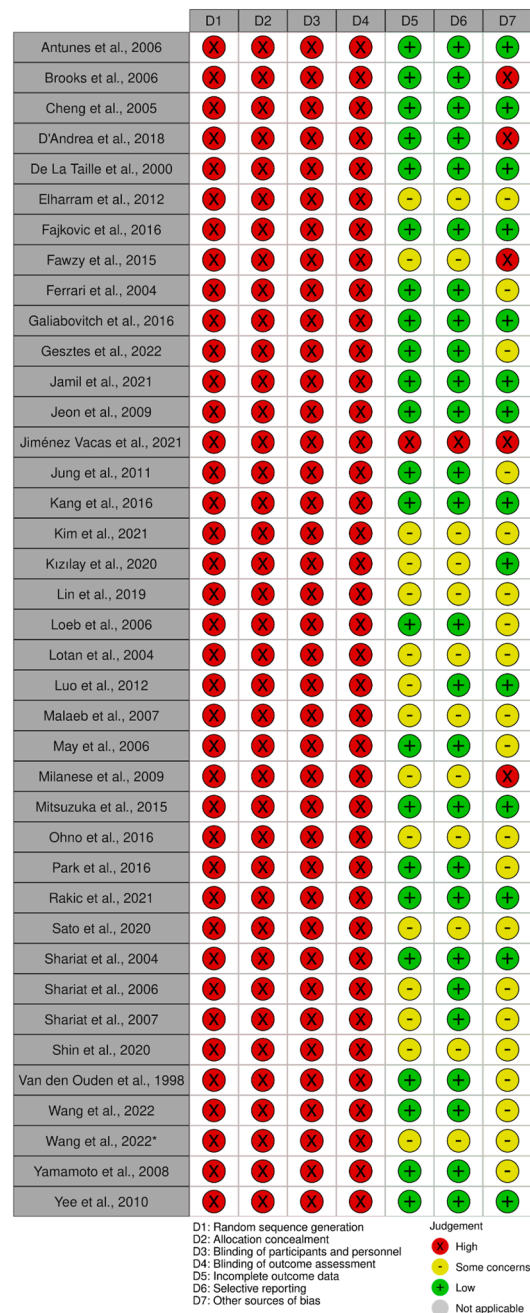 D1 D2 D3 D4 D5 D6 D7
Antunes et al., 2006 X X X X + + +
Brooks et al., 2006 X X X X + + X
Cheng et al., 2005 X X X X + + +
D'Andrea et al., 2018 X X X X + + X
De La Taille et al., 2000 X X X X + + +
Elharram et al., 2012 X X X X - - -
Fajkovic et al., 2016 X X X X + + +
Fawzy et al., 2015 X X X X - - X
Ferrari et al., 2004 X X X X + + -
Galiabovitch et al., 2016 X X X X + + +
Gesztes et al., 2022 X X X X + + -
Jamil et al., 2021 X X X X + + +
Jeon et al., 2009 X X X X + + +
Jiménez Vacas et al., 2021 X X X X X X X
Jung et al., 2011 X X X X + + -
Kang et al., 2016 X X X X + + +
Kim et al., 2021 X X X X - - -
Kızılay et al., 2020 X X X X - - +
Lin et al., 2019 X X X X - - -
Loeb et al., 2006 X X X X + + -
Lotan et al., 2004 X X X X - - -
Luo et al., 2012 X X X X - + +
Malaeb et al., 2007 X X X X - - -
May et al., 2006 X X X X + + -
Milanese et al., 2009 X X X X - - X
Mitsuzuka et al., 2015 X X X X + + +
Ohno et al., 2016 X X X X - - -
Park et al., 2016 X X X X + + -
Rakic et al., 2021 X X X X + + +
Sato et al., 2020 X X X X - - -
Shariat et al., 2004 X X X X + + +
Shariat et al., 2006 X X X X - + -
Shariat et al., 2007 X X X X - + -
Shin et al., 2020 X X X X - - -
Van den Ouden et al., 1998 X X X X + + -
Wang et al., 2022 X X X X + + -
Wang et al., 2022* X X X X - - -
Yamamoto et al., 2008 X X X X + + -
Yee et al., 2010 X X X X + + +
D1: Random sequence generation
D2: Allocation concealment
D3: Blinding of participants and personnel
D4: Blinding of outcome assessment
D5: Incomplete outcome data
D6: Selective reporting
D7: Other sources of bias
Judgement
X High
- Some concerns
+ Low
Not applicable